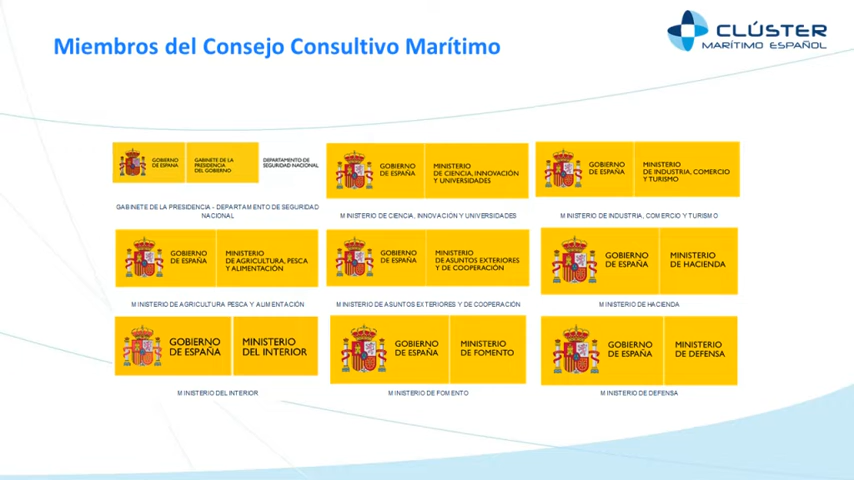 Miembros del Consejo Consultivo Marítimo
CLÚSTER
MARÍTIMO ESPAÑOL
GOBIERNO
DE ESPAÑA
GABINETE DE LA
PRESIDENCIA
DEL GOBIERNO
DEPARTAMENTO DE
SEGURIDAD NACIONAL
GABINETE DE LA PRESIDENCIA - DEPARTAMENTO DE SEGURIDAD
NACIONAL
GOBIERNO
DE ESPAÑA
MINISTERIO
DE CIENCIA, INNOVACIÓN
Y UNIVERSIDADES
MINISTERIO DE CIENCIA, INNOVACIÓN Y UNIVERSIDADES
GOBIERNO
DE ESPAÑA
MINISTERIO
DE INDUSTRIA, COMERCIO
Y TURISMO
MINISTERIO DE INDUSTRIA, COMERCIO Y TURISMO
GOBIERNO
DE ESPAÑA
MINISTERIO
DE AGRICULTURA, PESCA
Y ALIMENTACIÓN
MINISTERIO DE AGRICULTURA PESCA Y ALIMENTACIÓN
GOBIERNO
DE ESPAÑA
MINISTERIO
DE ASUNTOS EXTERIORES
Y DE COOPERACIÓN
MINISTERIO DE ASUNTOS EXTERIORES Y DE COOPERACIÓN
GOBIERNO
DE ESPAÑA
MINISTERIO
DE HACIENDA
MINISTERIO DE HACIENDA
GOBIERNO
DE ESPAÑA
MINISTERIO
DEL INTERIOR
MINISTERIO DEL INTERIOR
GOBIERNO
DE ESPAÑA
MINISTERIO
DE FOMENTO
MINISTERIO DE FOMENTO
GOBIERNO
DE ESPAÑA
MINISTERIO
DE DEFENSA
MINISTERIO DE DEFENSA